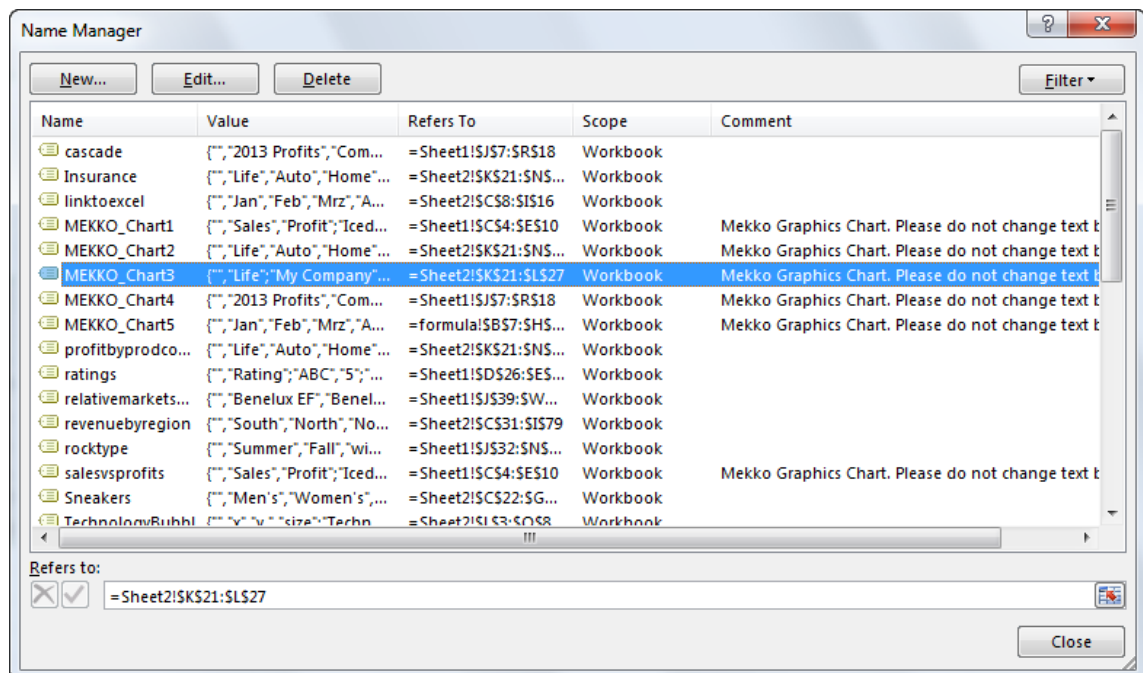 Name Manager
New... Edit... Delete Filter
Name Value Refers To Scope Comment
cascade {"","2013 Profits","Com... =Sheet1!$J$7:$R$18 Workbook
Insurance {"","Life","Auto","Home"... =Sheet2!$K$21:$N$... Workbook
linktoexcel {"","Jan","Feb","Mrz","A... =Sheet2!$C$8:$I$16 Workbook
MEKKO_Chart1 {"","Sales","Profit";"Iced... =Sheet1!$C$4:$E$10 Workbook Mekko Graphics Chart. Please do not change text b
MEKKO_Chart2 {"","Life","Auto","Home"... =Sheet2!$K$21:$N$... Workbook Mekko Graphics Chart. Please do not change text b
MEKKO_Chart3 {"","Life";"My Company"... =Sheet2!$K$21:$L$27 Workbook Mekko Graphics Chart. Please do not change text b
MEKKO_Chart4 {"","2013 Profits","Com... =Sheet1!$J$7:$R$18 Workbook Mekko Graphics Chart. Please do not change text b
MEKKO_Chart5 {"","Jan","Feb","Mrz","A... =formula!$B$7:$H$... Workbook Mekko Graphics Chart. Please do not change text b
profitbyprodco... {"","Life","Auto","Home"... =Sheet2!$K$21:$N$... Workbook
ratings {"","Rating";"ABC","5";"... =Sheet1!$D$26:$E$... Workbook
relativemarkets... {"","Benelux EF","Benel... =Sheet1!$J$39:$W... Workbook
revenuebyregion {"","South","North","No... =Sheet2!$C$31:$I$79 Workbook
rocktype {"","Summer","Fall","wi... =Sheet1!$J$32:$N$... Workbook
salesvsprofits {"","Sales","Profit";"Iced... =Sheet1!$C$4:$E$10 Workbook Mekko Graphics Chart. Please do not change text b
Sneakers {"","Men's","Women's",... =Sheet2!$C$22:$G... Workbook
TechnologyBubbl {"","x","y","size";"Techn =Sheet2!$L$3:$O$8 Workbook
Refers to:
=Sheet2!$K$21:$L$27
Close